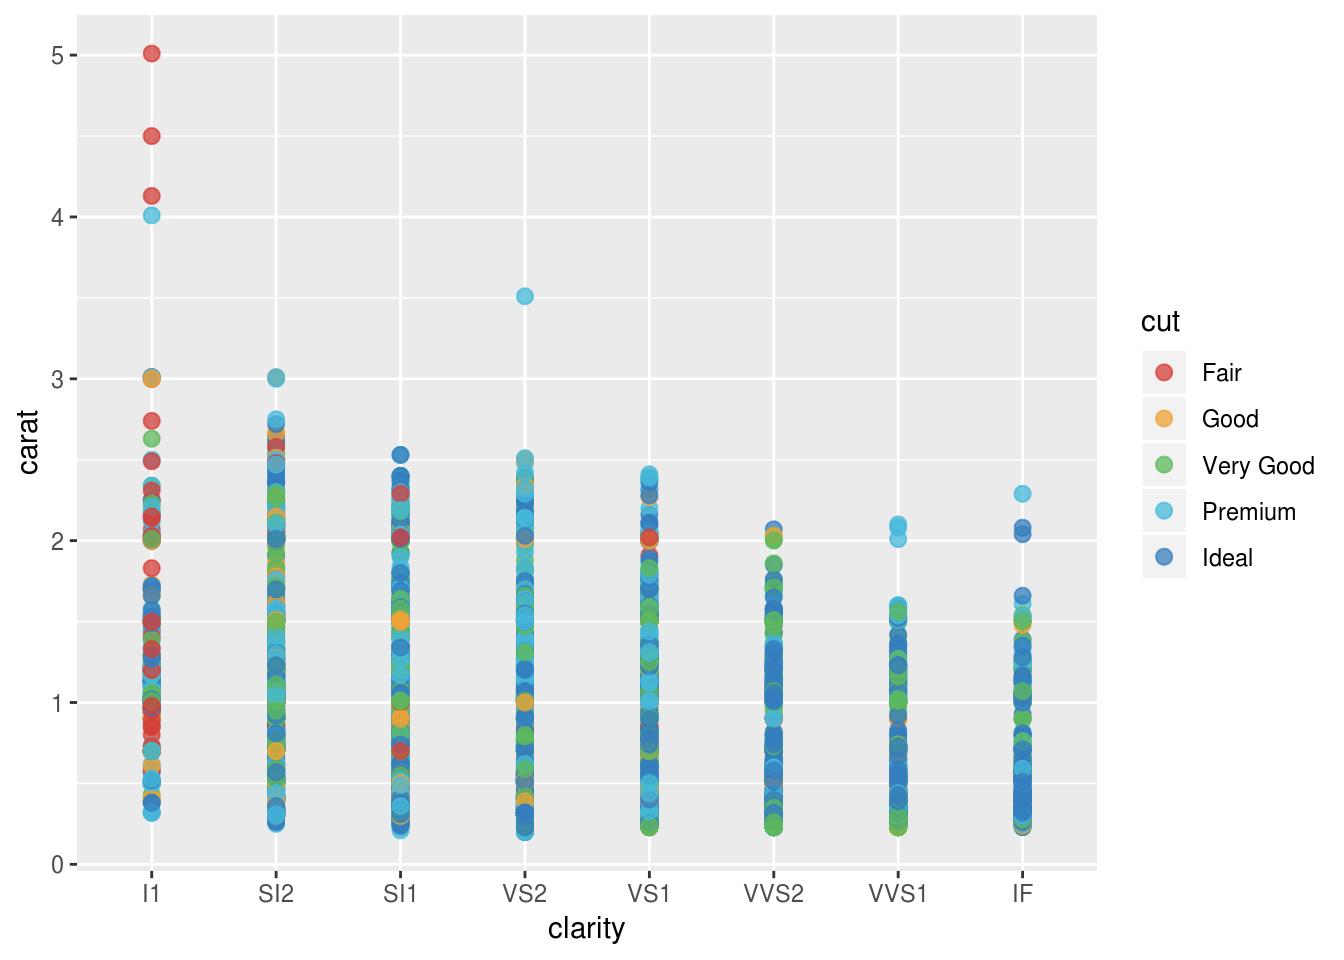 5
4
3
2
1
0
carat
I1 SI2 SI1 VS2 VS1 VVS2 VVS1 IF
clarity
cut
Fair
Good
Very Good
Premium
Ideal